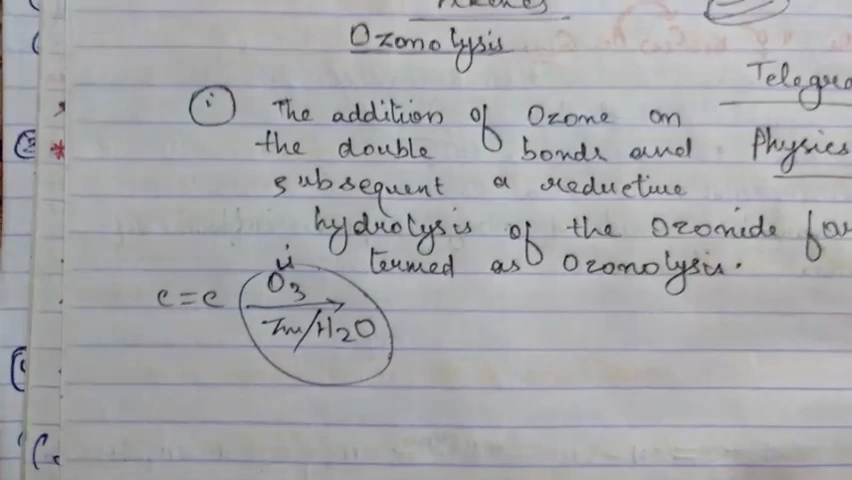 Ozonolysis
Telegra
(i) The addition of Ozone on
the double bonds and Physics
subsequent a reductive
hydrolysis of the Ozonide for
termed as Ozonolysis.
c=c O3
Zn/H2O